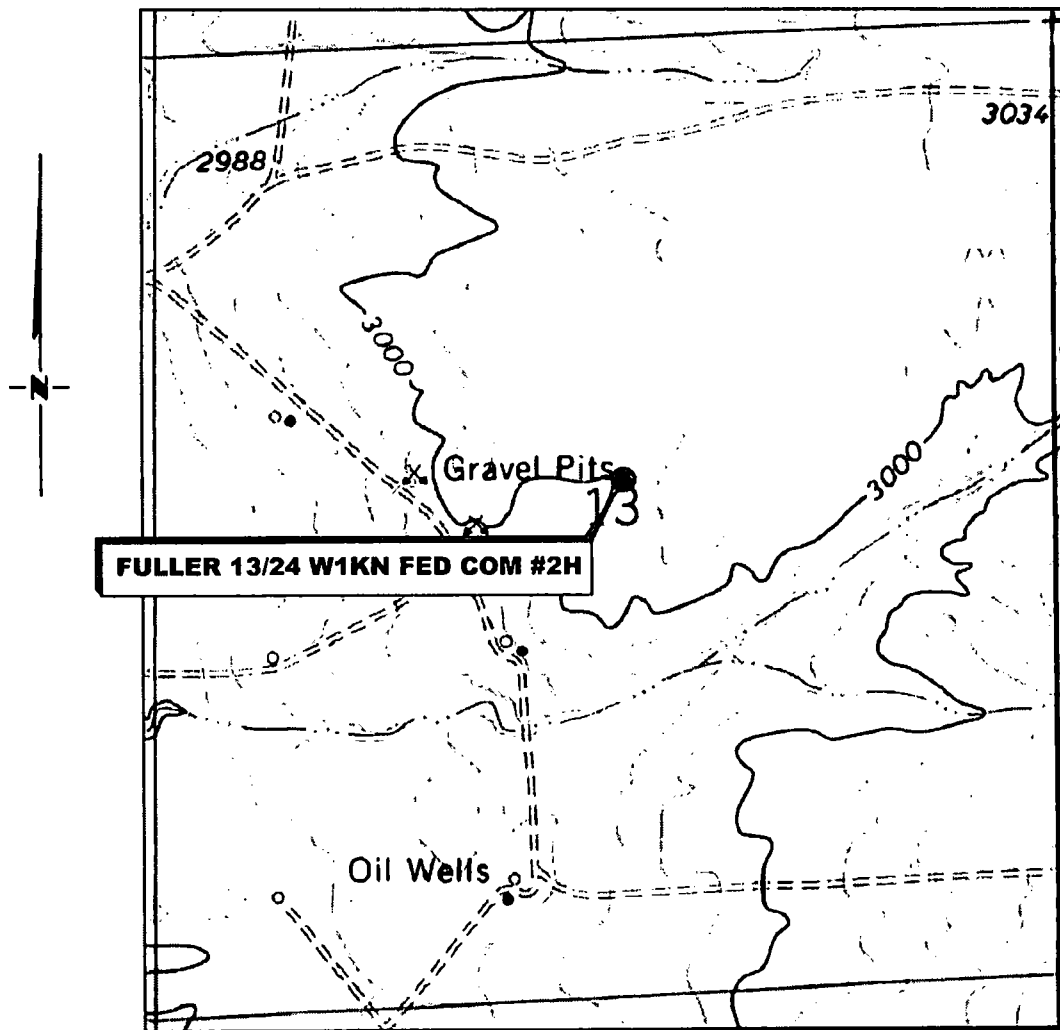 3034
2988
3000
N
Gravel Pits
3000
13
FULLER 13/24 W1KN FED COM #2H
Oil Wells